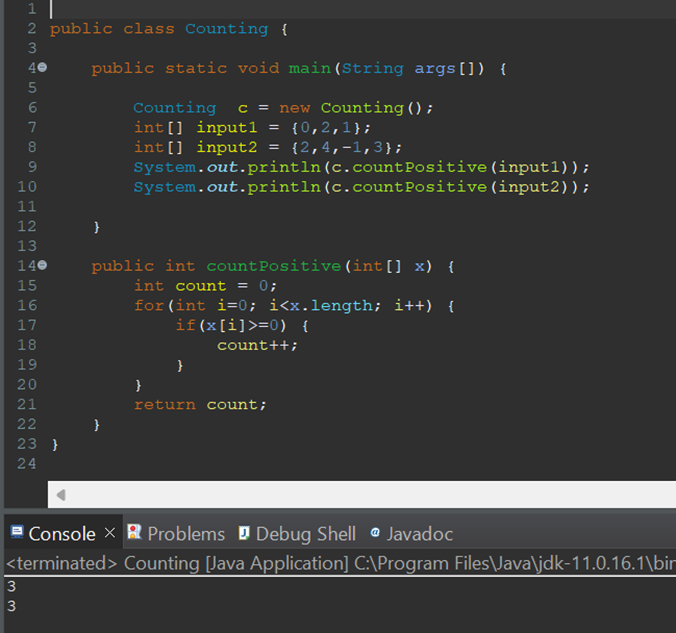 1
2 public class Counting {
3
4 public static void main(String args[]) {
5
6 Counting  c = new Counting();
7 int[] input1 = {0,2,1};
8 int[] input2 = {2,4,-1,3};
9 System.out.println(c.countPositive(input1));
10 System.out.println(c.countPositive(input2));
11
12 }
13
14 public int countPositive(int[] x) {
15 int count = 0;
16 for(int i=0; i<x.length; i++) {
17 if(x[i]>=0) {
18 count++;
19 }
20 }
21 return count;
22 }
23 }
24
Console Problems Debug Shell Javadoc
<terminated> Counting [Java Application] C:\Program Files\Java\jdk-11.0.16.1\bin
3
3